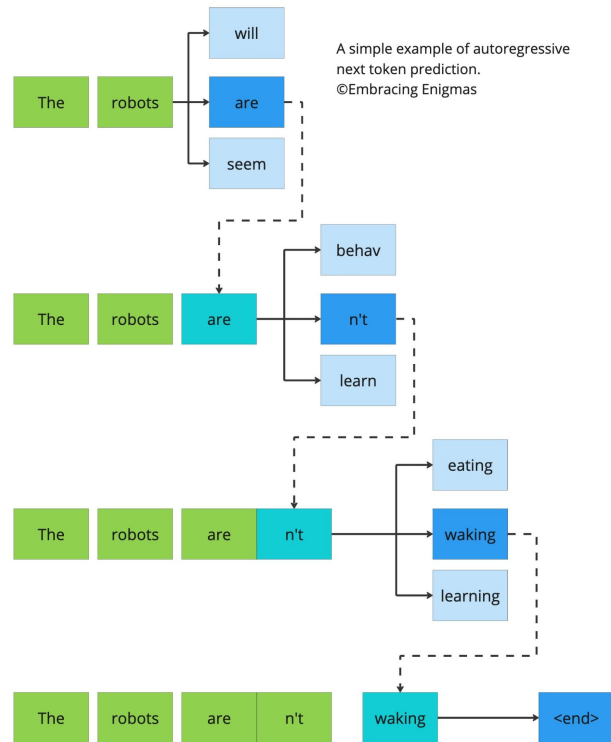 will
A simple example of autoregressive
next token prediction.
©Embracing Enigmas
The robots are
seem
behav
The robots are n't
learn
eating
The robots are n't waking
learning
The robots are n't waking <end>